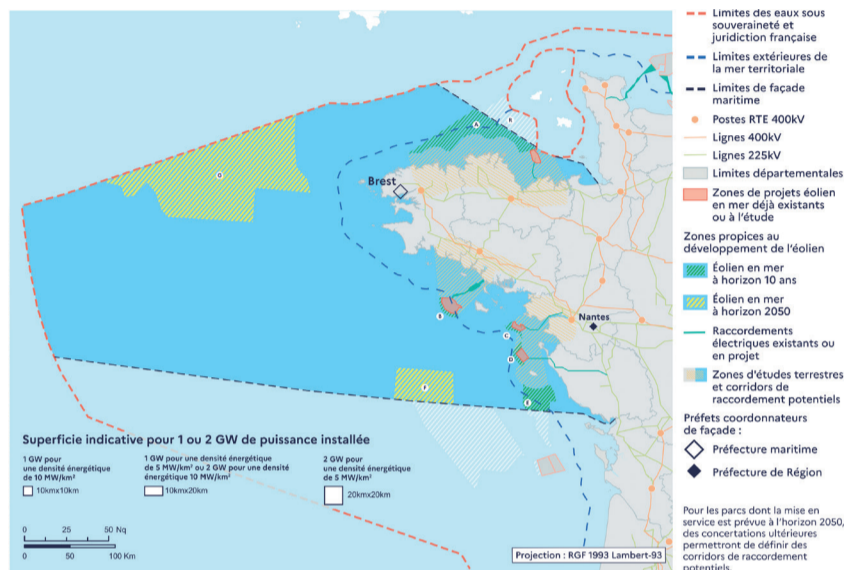 Limites des eaux sous
souveraineté et
juridiction française
Limites extérieures de
la mer territoriale
Limites de façade
maritime
Postes RTE 400kV
Lignes 400kV
Lignes 225kV
Limites départementales
Zones de projets éolien
en mer déjà existants
ou à l'étude
Zones propices au
développement de l'éolien
Éolien en mer
à horizon 10 ans
Éolien en mer
à horizon 2050
Raccordements
électriques existants ou
en projet
Zones d'études terrestres
et corridors de
raccordement potentiels
Préfets coordonnateurs
de façade :
Préfecture maritime
Préfecture de Région
Pour les parcs dont la mise en
service est prévue à l'horizon 2050,
des concertations ultérieures
permettront de définir des
corridors de raccordement
potentiels.
A
Brest
Nantes
C
D
E
F
Superficie indicative pour 1 ou 2 GW de puissance installée
1 GW pour
une densité énergétique
de 10 MW/km²
10kmx10km
1 GW pour une densité énergétique
de 5 MW/km² ou 2 GW pour une densité
énergétique 10 MW/km²
10kmx20km
2 GW pour
une densité énergétique
de 5 MW/km²
20kmx20km
0 25 50 Nq
0 50 100 Km
Projection : RGF 1993 Lambert-93